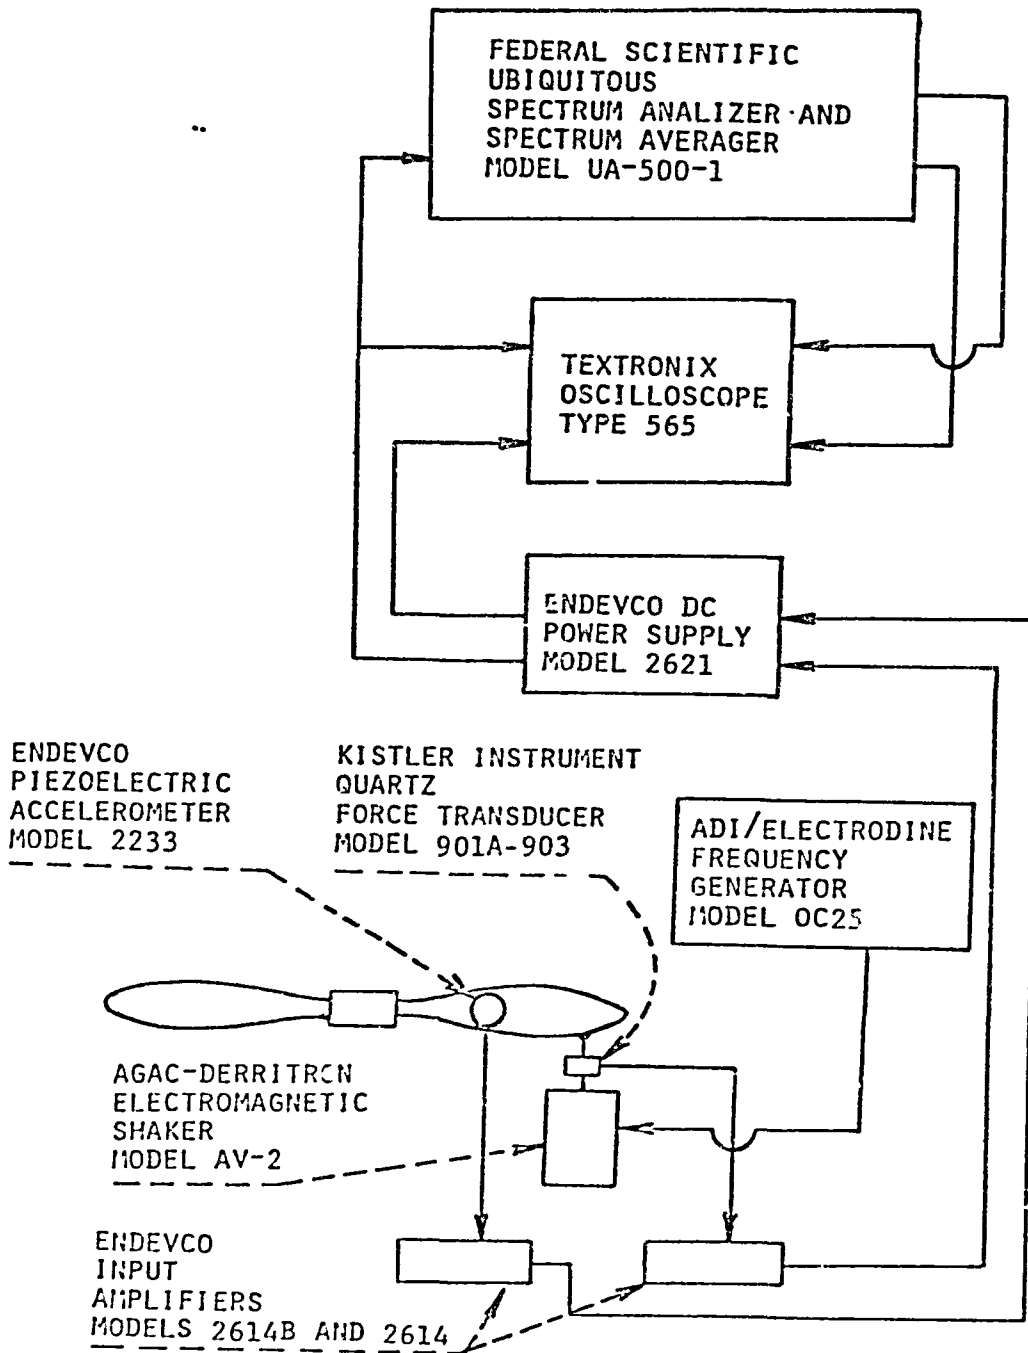 FEDERAL SCIENTIFIC
UBIQUITOUS
SPECTRUM ANALIZER AND
SPECTRUM AVERAGER
MODEL UA-500-1
TEXTRONIX
OSCILLOSCOPE
TYPE 565
ENDEVCO DC
POWER SUPPLY
MODEL 2621
ENDEVCO
PIEZOELECTRIC
ACCELEROMETER
MODEL 2233
KISTLER INSTRUMENT
QUARTZ
FORCE TRANSDUCER
MODEL 901A-903
ADI/ELECTRODINE
FREQUENCY
GENERATOR
MODEL OC25
AGAC-DERRITRON
ELECTROMAGNETIC
SHAKER
MODEL AV-2
ENDEVCO
INPUT
AMPLIFIERS
MODELS 2614B AND 2614